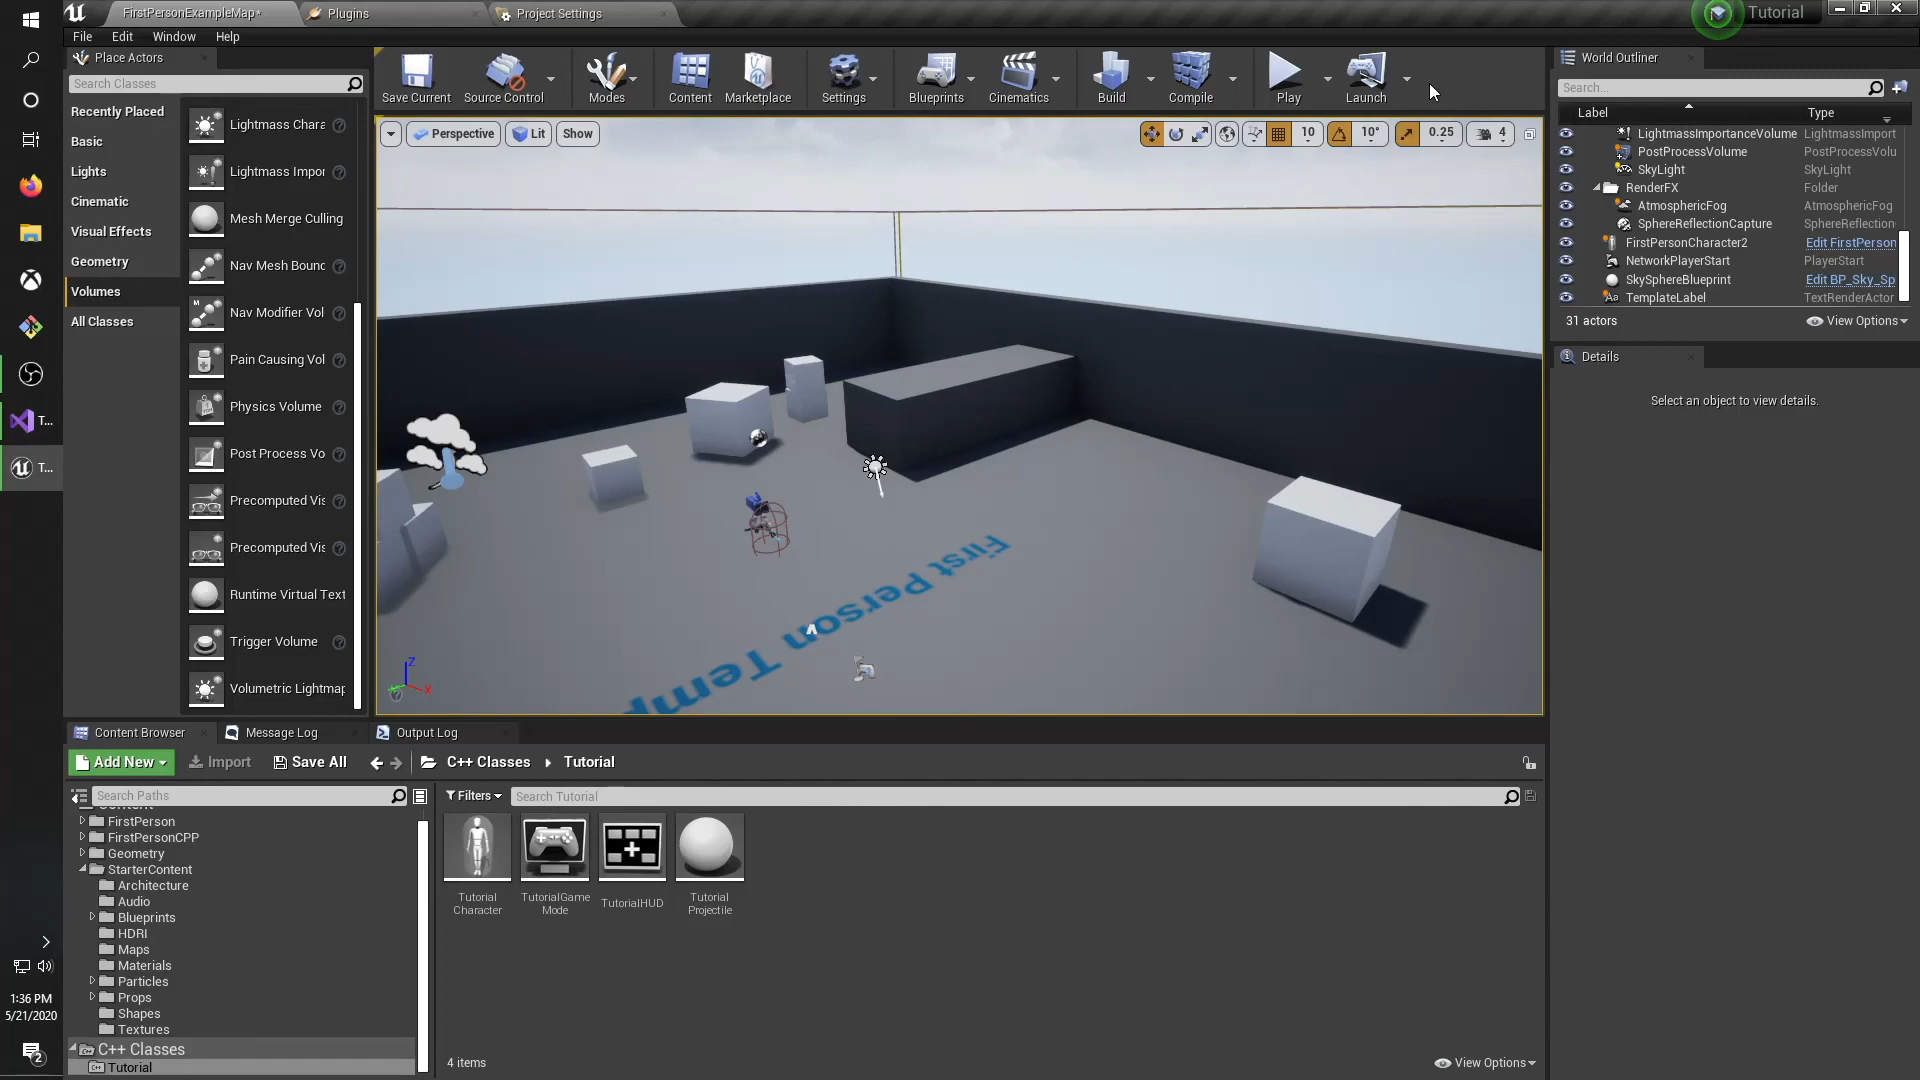 FirstPersonExampleMap*
Plugins
Project Settings
Tutorial
File Edit Window Help
Place Actors
Search Classes
Recently Placed
Basic
Lights
Cinematic
Visual Effects
Geometry
Volumes
All Classes
Lightmass Chara
Lightmass Impor
Mesh Merge Culling
Nav Mesh Bounc
Nav Modifier Vol
Pain Causing Vol
Physics Volume
Post Process Vo
Precomputed Vis
Precomputed Vis
Runtime Virtual Text
Trigger Volume
Volumetric Lightmap
Save Current
Source Control
Modes
Content
Marketplace
Settings
Blueprints
Cinematics
Build
Compile
Play
Launch
Perspective
Lit
Show
10
10°
0.25
4
First Person Temp
Z
X
World Outliner
Search...
Label Type
LightmassImportanceVolume LightmassImport
PostProcessVolume PostProcessVolu
SkyLight SkyLight
RenderFX Folder
AtmosphericFog AtmosphericFog
SphereReflectionCapture SphereReflection
FirstPersonCharacter2 Edit FirstPerson
NetworkPlayerStart PlayerStart
SkySphereBlueprint Edit BP_Sky_Sp
TemplateLabel TextRenderActor
31 actors
View Options
Details
Select an object to view details.
Content Browser
Message Log
Output Log
Add New
Import
Save All
C++ Classes
Tutorial
Search Paths
FirstPerson
FirstPersonCPP
Geometry
StarterContent
Architecture
Audio
Blueprints
HDRI
Maps
Materials
Particles
Props
Shapes
Textures
C++ Classes
Tutorial
Filters
Search Tutorial
Tutorial
Character
TutorialGame
Mode
TutorialHUD
Tutorial
Projectile
4 items
View Options
T...
T...
1:36 PM
5/21/2020
2